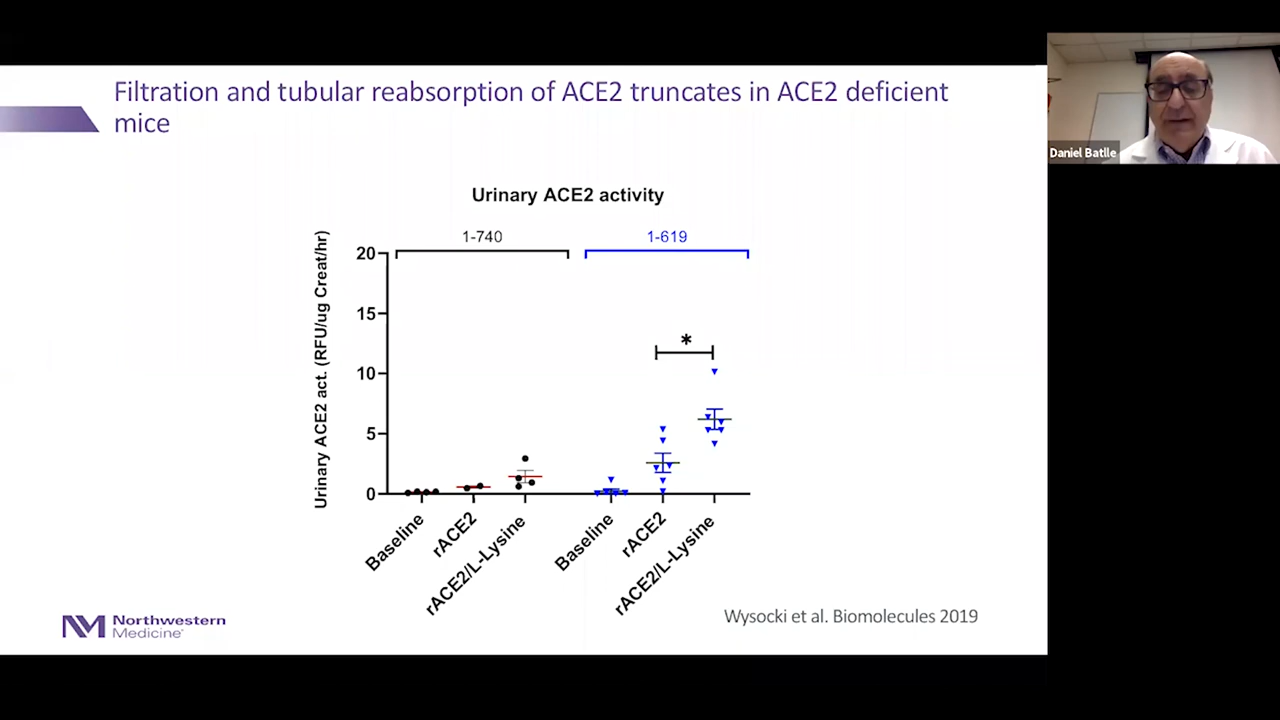 Filtration and tubular reabsorption of ACE2 truncates in ACE2 deficient
mice
Daniel Batlle
Urinary ACE2 activity
1-740
1-619
Urinary ACE2 act. (RFU/ug Creat/hr)
20
15
10
5
0
*
Baseline
rACE2
rACE2/L-Lysine
Baseline
rACE2
rACE2/L-Lysine
NM Northwestern
Medicine®
Wysocki et al. Biomolecules 2019